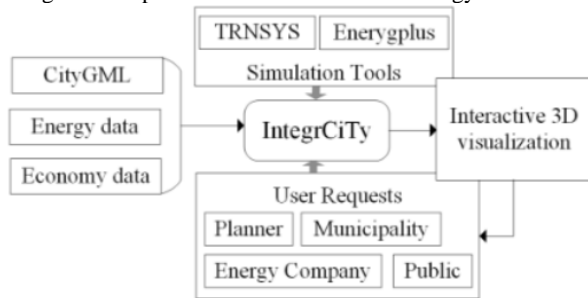 TRNSYS
Enerygplus
Simulation Tools
CityGML
Energy data
Economy data
IntegrCiTy
Interactive 3D
visualization
User Requests
Planner
Municipality
Energy Company
Public